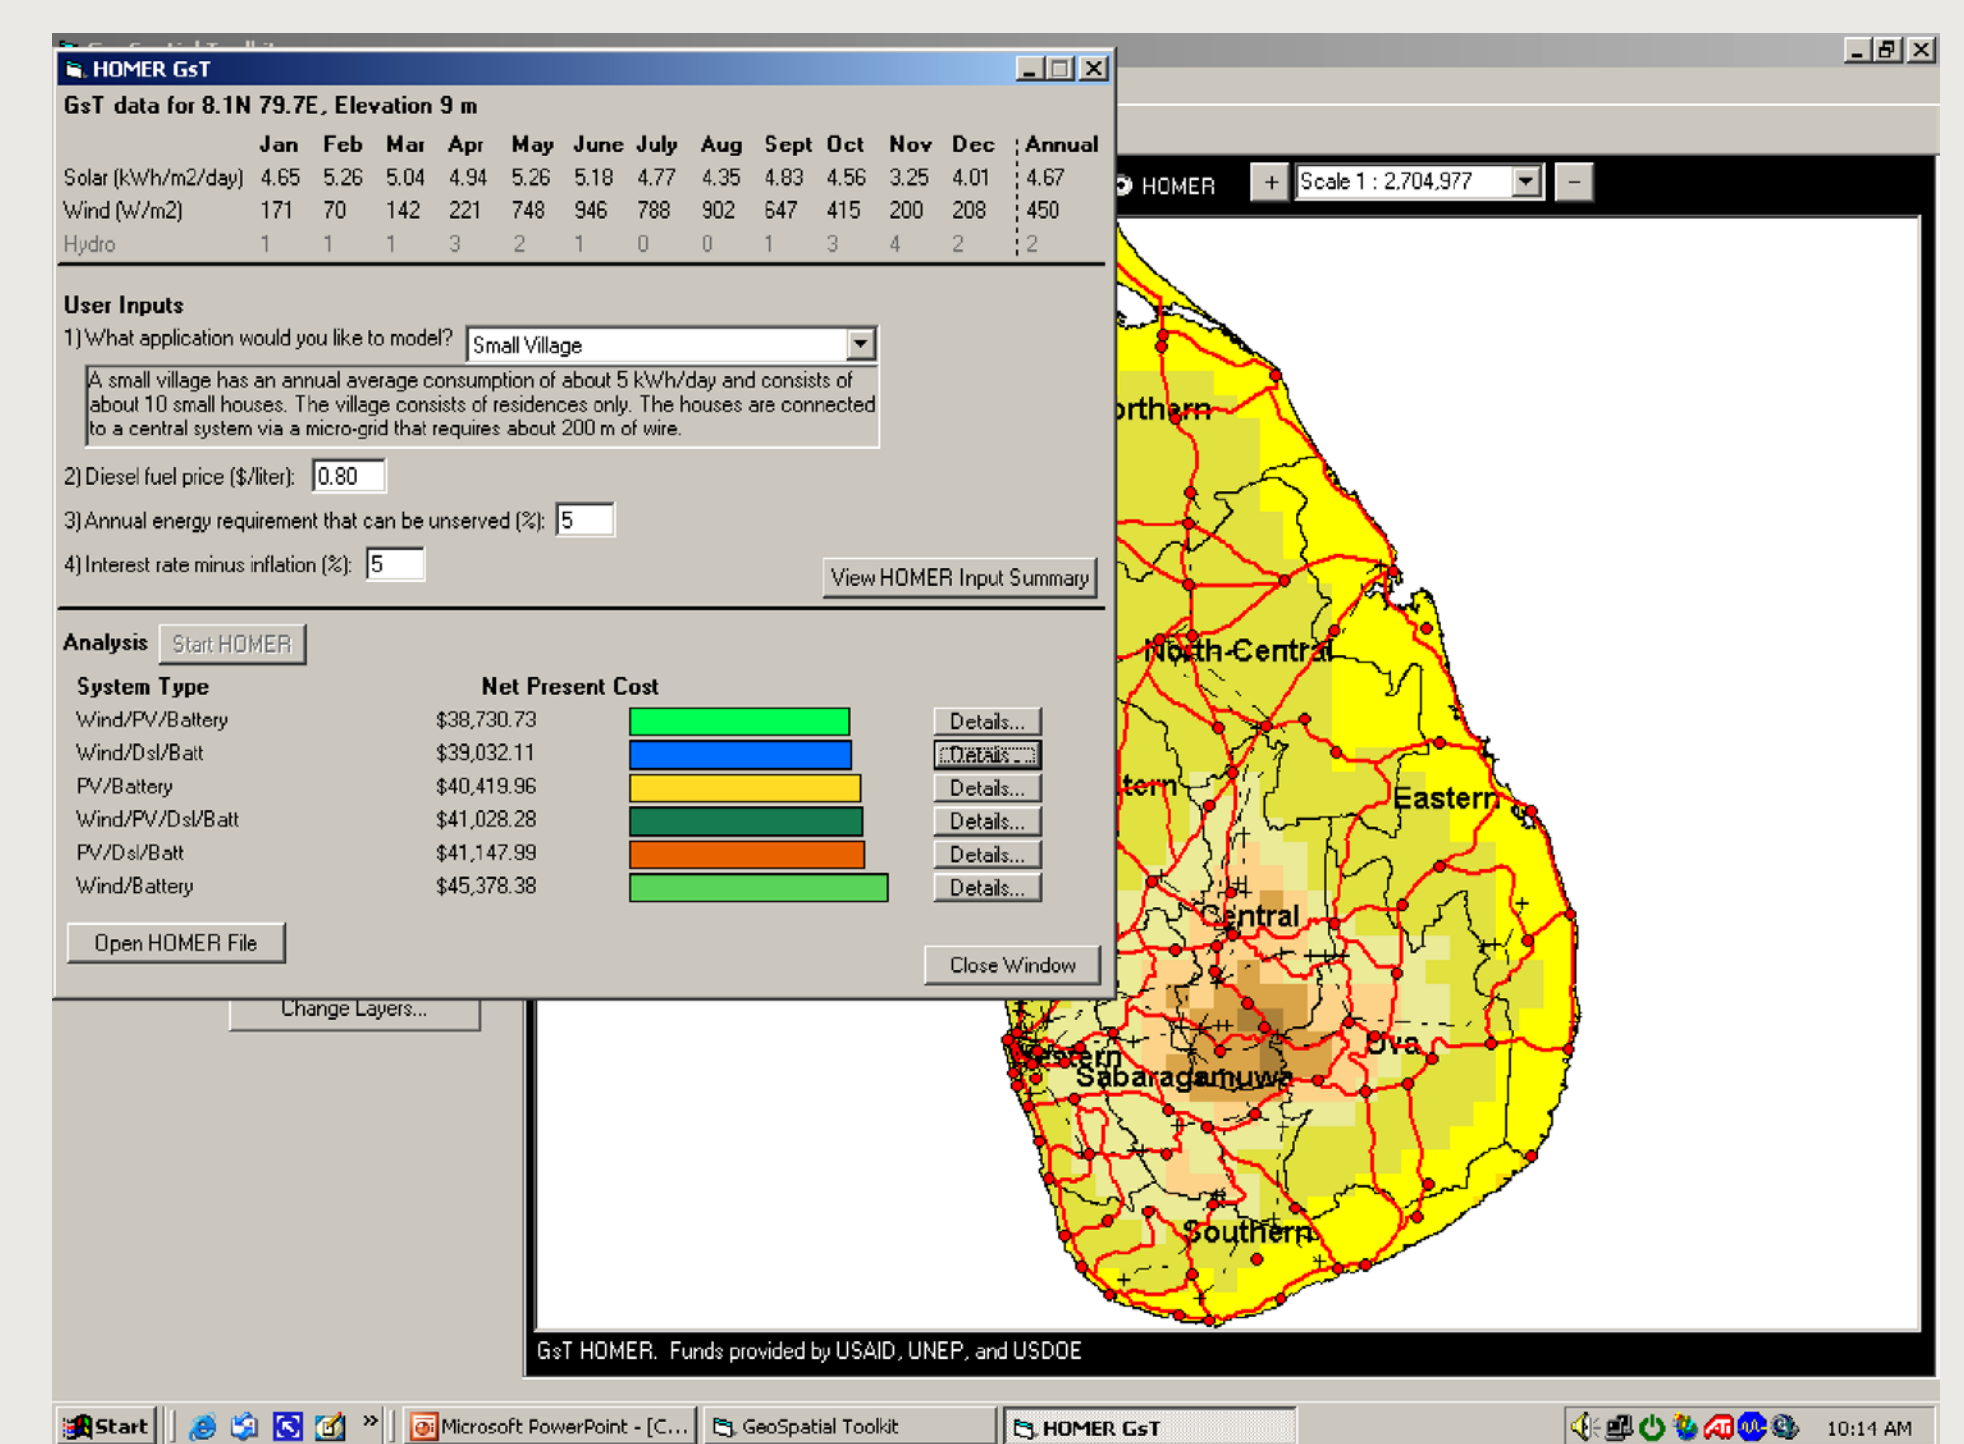 HOMER GsT
GsT data for 8.1N 79.7E, Elevation 9 m
Jan Feb Mar Apr May June July Aug Sept Oct Nov Dec Annual
Solar (kWh/m2/day) 4.65 5.26 5.04 4.94 5.26 5.18 4.77 4.35 4.83 4.56 3.25 4.01 4.67
Wind (W/m2) 171 70 142 221 748 946 788 902 647 415 200 208 450
Hydro 1 1 1 3 2 1 0 0 1 3 4 2 2
HOMER + Scale 1 : 2,704,977 –
User Inputs
1) What application would you like to model? Small Village
A small village has an annual average consumption of about 5 kWh/day and consists of
about 10 small houses. The village consists of residences only. The houses are connected
to a central system via a micro-grid that requires about 200 m of wire.
2) Diesel fuel price ($/liter): 0.80
3) Annual energy requirement that can be unserved (%): 5
4) Interest rate minus inflation (%): 5
View HOMER Input Summary
Analysis Start HOMER
System Type Net Present Cost
Wind/PV/Battery $38,730.73 Details...
Wind/Dsl/Batt $39,032.11 Details...
PV/Battery $40,419.96 Details...
Wind/PV/Dsl/Batt $41,028.28 Details...
PV/Dsl/Batt $41,147.99 Details...
Wind/Battery $45,378.38 Details...
Open HOMER File
Close Window
Change Layers...
orthern
North-Central
tern
Eastern
Central
Uva
estern
Sabaragamuwa
Southern
GsT HOMER. Funds provided by USAID, UNEP, and USDOE
Start » Microsoft PowerPoint - [C... GeoSpatial Toolkit HOMER GsT 10:14 AM